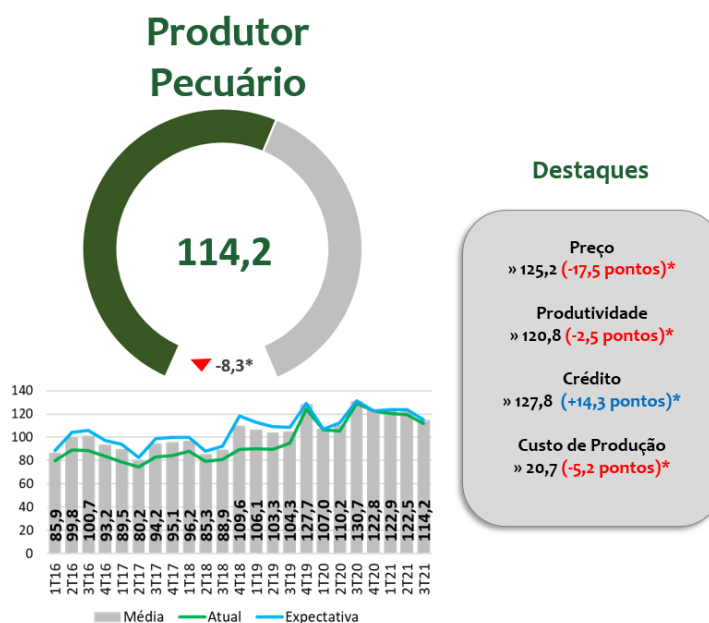 Produtor
Pecuário
114,2
-8,3*
Destaques
Preço
» 125,2 (-17,5 pontos)*
Produtividade
» 120,8 (-2,5 pontos)*
Crédito
» 127,8 (+14,3 pontos)*
Custo de Produção
» 20,7 (-5,2 pontos)*
140
120
100
80
60
40
20
0
85,9
99,8
100,7
93,2
89,5
80,2
94,2
95,1
96,2
85,3
88,9
109,6
106,1
103,3
104,3
127,7
107,0
110,2
130,7
122,8
122,9
122,5
114,2
1T16
2T16
3T16
4T16
1T17
2T17
3T17
4T17
1T18
2T18
3T18
4T18
1T19
2T19
3T19
4T19
1T20
2T20
3T20
4T20
1T21
2T21
3T21
Média Atual Expectativa